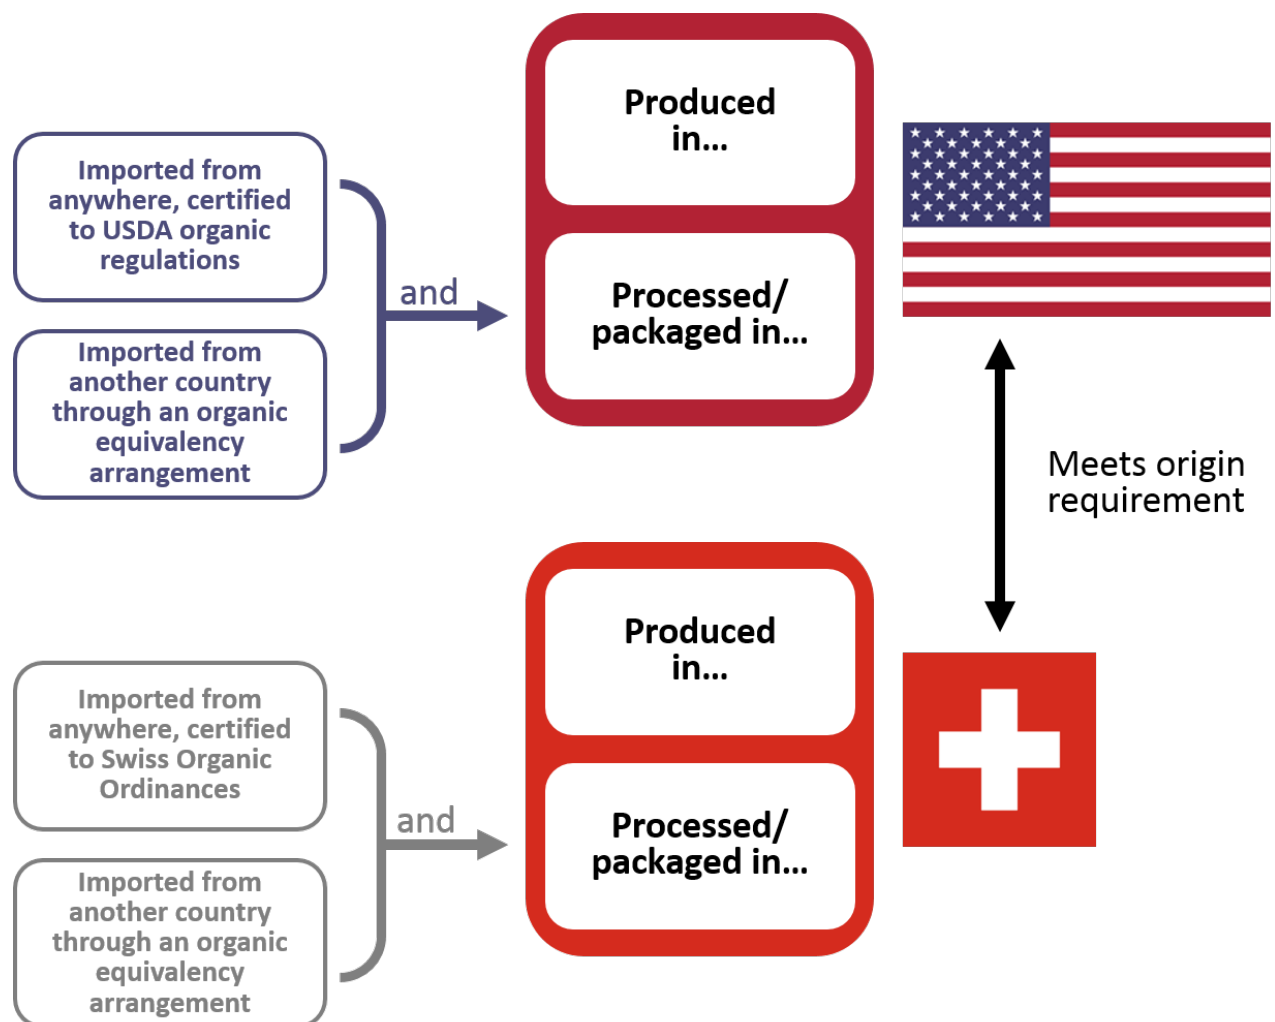 Imported from
anywhere, certified
to USDA organic
regulations
Imported from
another country
through an organic
equivalency
arrangement
and
Produced
in...
Processed/
packaged in...
Meets origin
requirement
Imported from
anywhere, certified
to Swiss Organic
Ordinances
Imported from
another country
through an organic
equivalency
arrangement
and
Produced
in...
Processed/
packaged in...